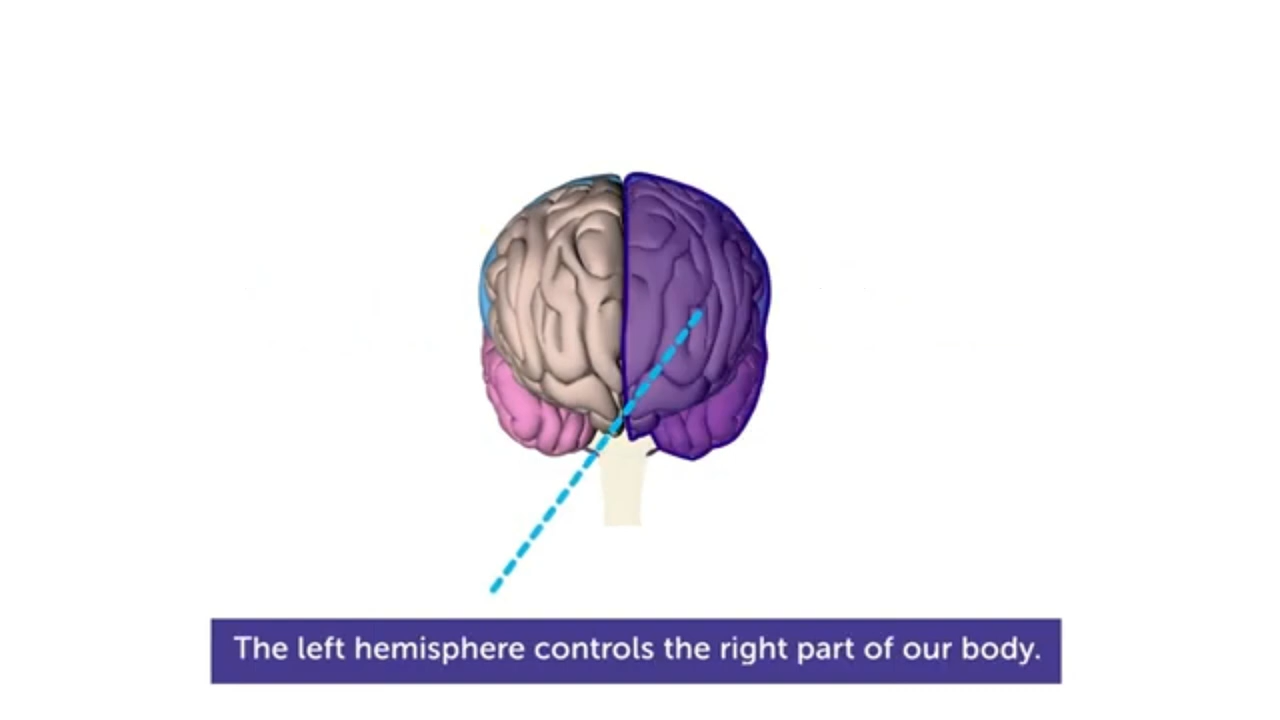 The left hemisphere controls the right part of our body.